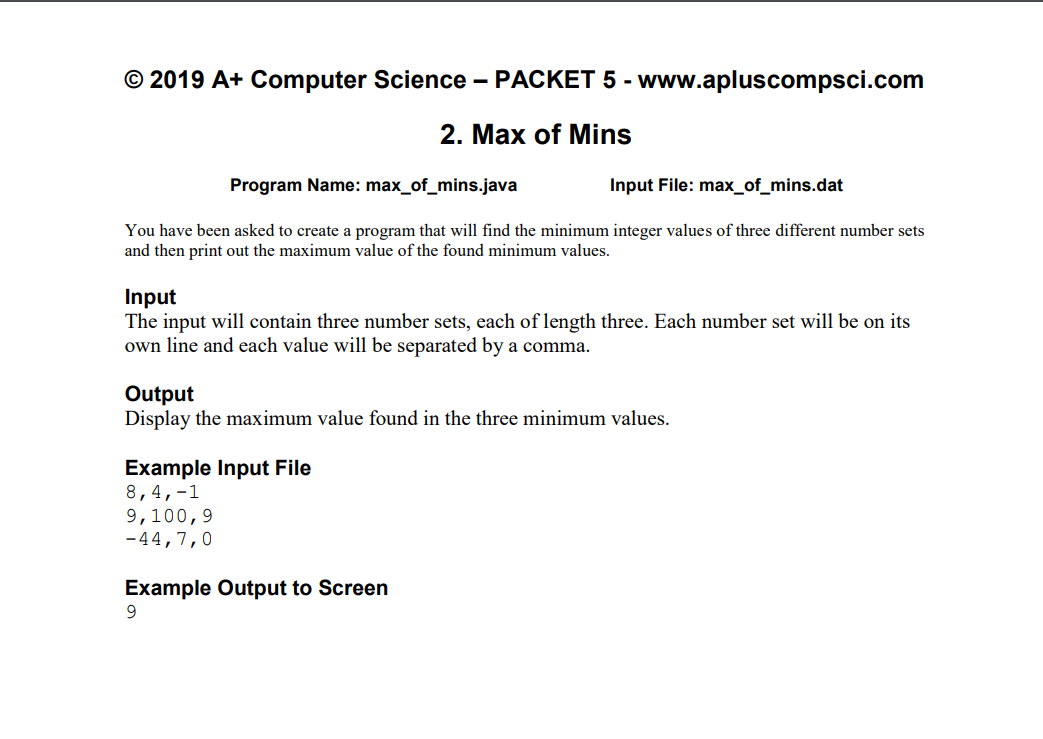 © 2019 A+ Computer Science – PACKET 5 - www.apluscompsci.com
2. Max of Mins
Program Name: max_of_mins.java Input File: max_of_mins.dat
You have been asked to create a program that will find the minimum integer values of three different number sets
and then print out the maximum value of the found minimum values.
Input
The input will contain three number sets, each of length three. Each number set will be on its
own line and each value will be separated by a comma.
Output
Display the maximum value found in the three minimum values.
Example Input File
8,4,-1
9,100,9
-44,7,0
Example Output to Screen
9